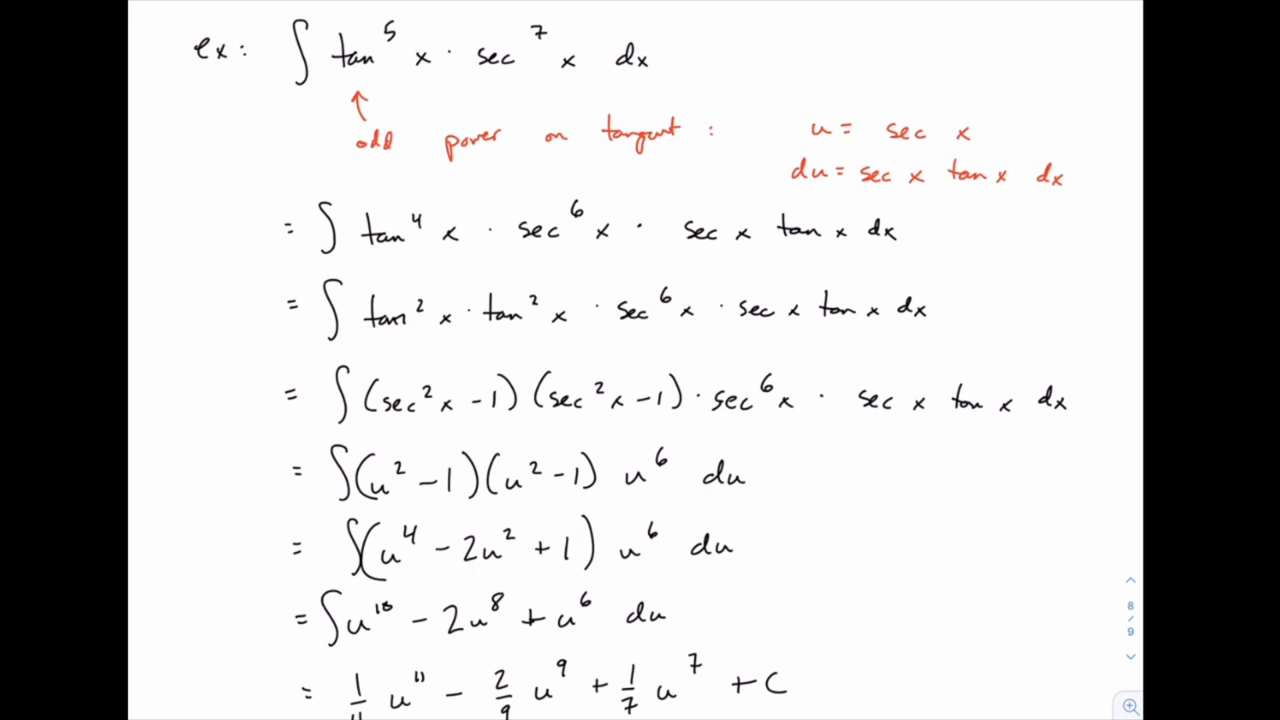 ex: ∫ tan⁵ x · sec⁷ x dx
↑
odd power on tangent : u = sec x
du = sec x tan x dx
= ∫ tan⁴ x · sec⁶ x · sec x tan x dx
= ∫ tan² x · tan² x · sec⁶ x · sec x tan x dx
= ∫ (sec² x − 1) (sec² x − 1) · sec⁶ x · sec x tan x dx
= ∫ (u² − 1)(u² − 1) u⁶ du
= ∫ (u⁴ − 2u² + 1) u⁶ du
= ∫ u¹⁰ − 2u⁸ + u⁶ du
= 1/11 u¹¹ − 2/9 u⁹ + 1/7 u⁷ + C
8
/
9